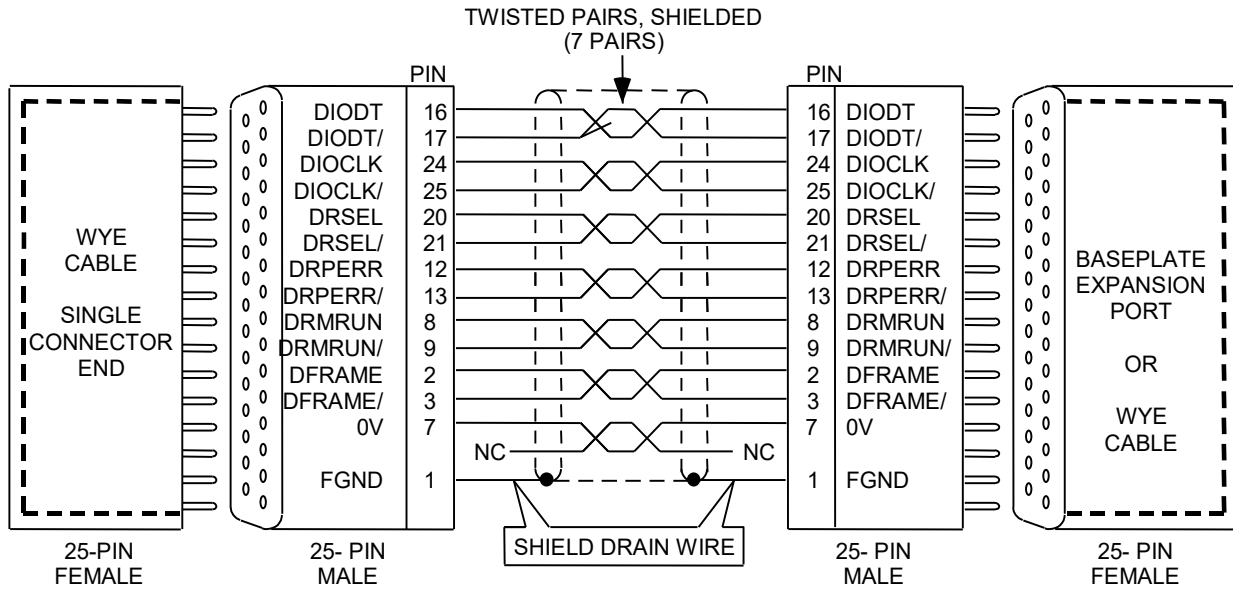 TWISTED PAIRS, SHIELDED
(7 PAIRS)
PIN PIN
DIODT 16 16 DIODT
DIODT/ 17 17 DIODT/
DIOCLK 24 24 DIOCLK
DIOCLK/ 25 25 DIOCLK/
DRSEL 20 20 DRSEL
DRSEL/ 21 21 DRSEL/
DRPERR 12 12 DRPERR
DRPERR/ 13 13 DRPERR/
DRMRUN 8 8 DRMRUN
DRMRUN/ 9 9 DRMRUN/
DFRAME 2 2 DFRAME
DFRAME/ 3 3 DFRAME/
0V 7 7 0V
NC NC
FGND 1 1 FGND
WYE
CABLE
SINGLE
CONNECTOR
END
BASEPLATE
EXPANSION
PORT
OR
WYE
CABLE
SHIELD DRAIN WIRE
25-PIN
FEMALE
25- PIN
MALE
25- PIN
MALE
25-PIN
FEMALE